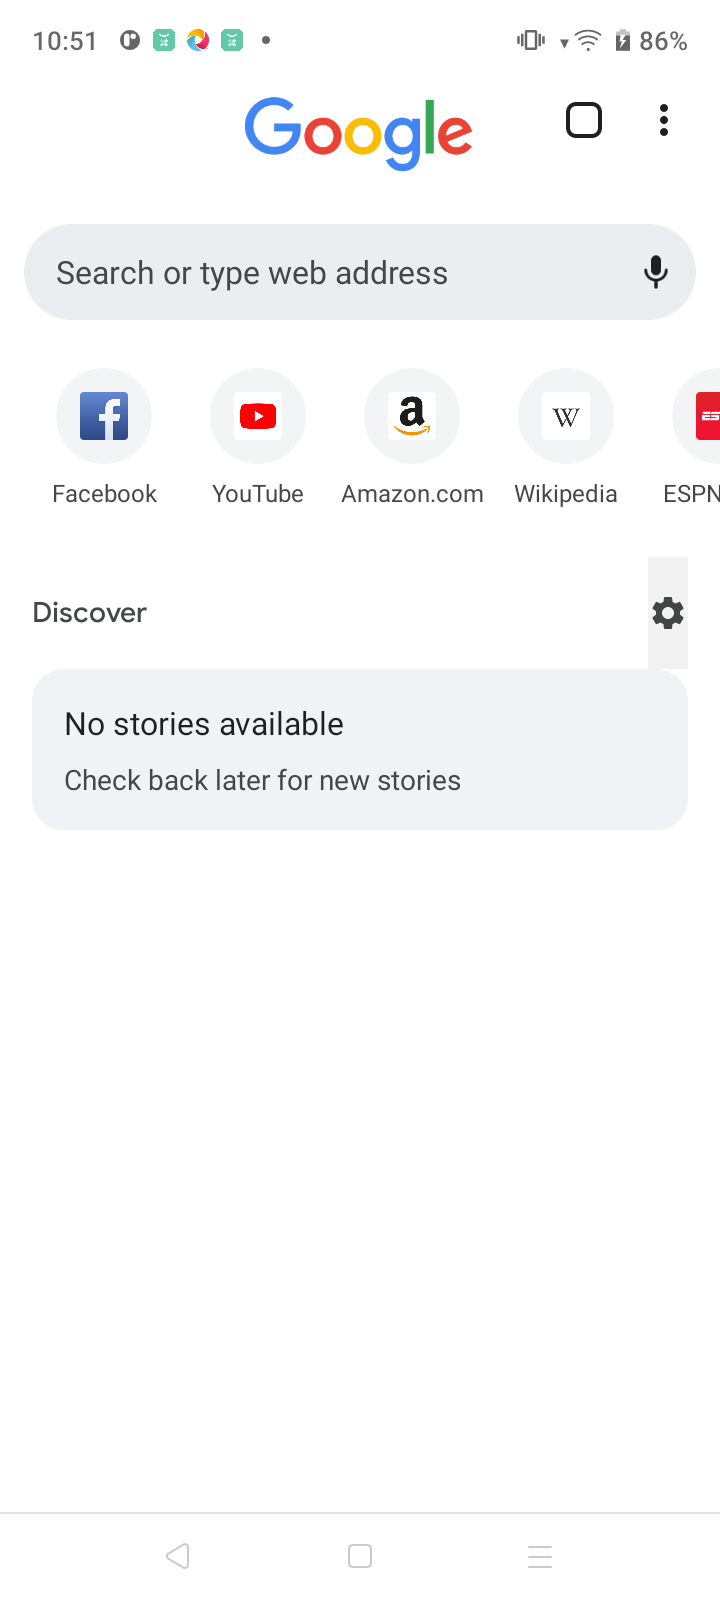 10:51
86%
Google
Search or type web address
Facebook
YouTube
Amazon.com
Wikipedia
ESPN
Discover
No stories available
Check back later for new stories